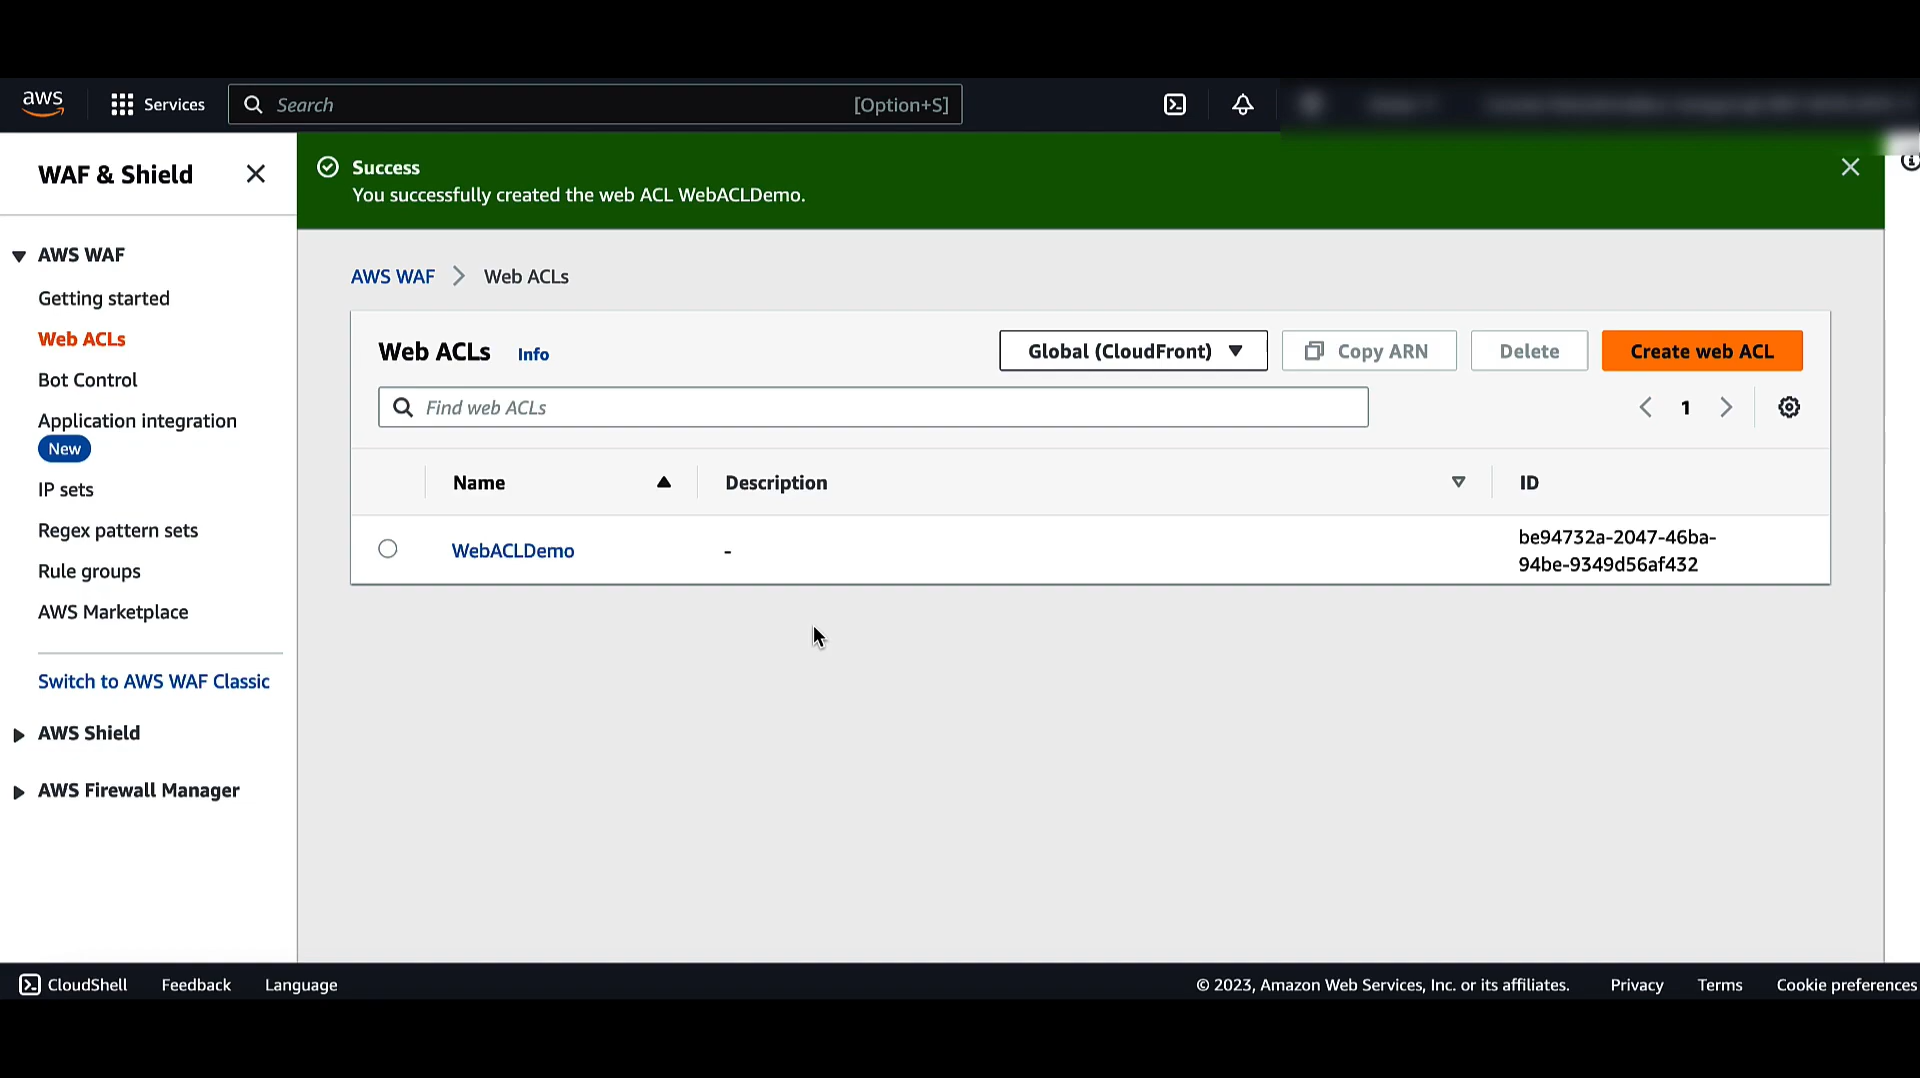 aws
Services
Search
[Option+S]
WAF & Shield
Success
You successfully created the web ACL WebACLDemo.
AWS WAF
Getting started
Web ACLs
Bot Control
Application integration
New
IP sets
Regex pattern sets
Rule groups
AWS Marketplace
Switch to AWS WAF Classic
AWS Shield
AWS Firewall Manager
AWS WAF
Web ACLs
Web ACLs
Info
Global (CloudFront)
Copy ARN
Delete
Create web ACL
Find web ACLs
1
Name
Description
ID
WebACLDemo
-
be94732a-2047-46ba-
94be-9349d56af432
CloudShell
Feedback
Language
© 2023, Amazon Web Services, Inc. or its affiliates.
Privacy
Terms
Cookie preferences